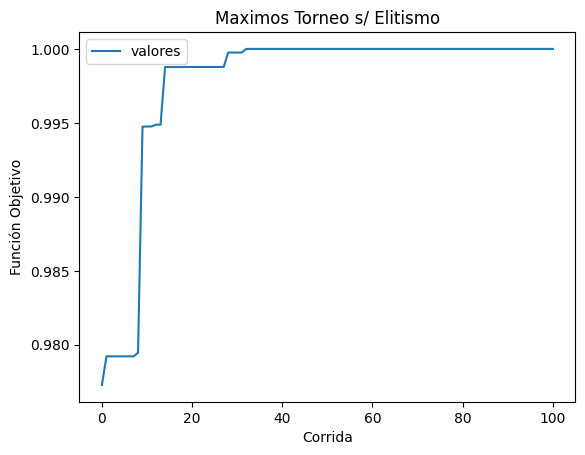 Maximos Torneo s/ Elitismo
valores
1.000
0.995
0.990
0.985
0.980
Función Objetivo
0 20 40 60 80 100
Corrida